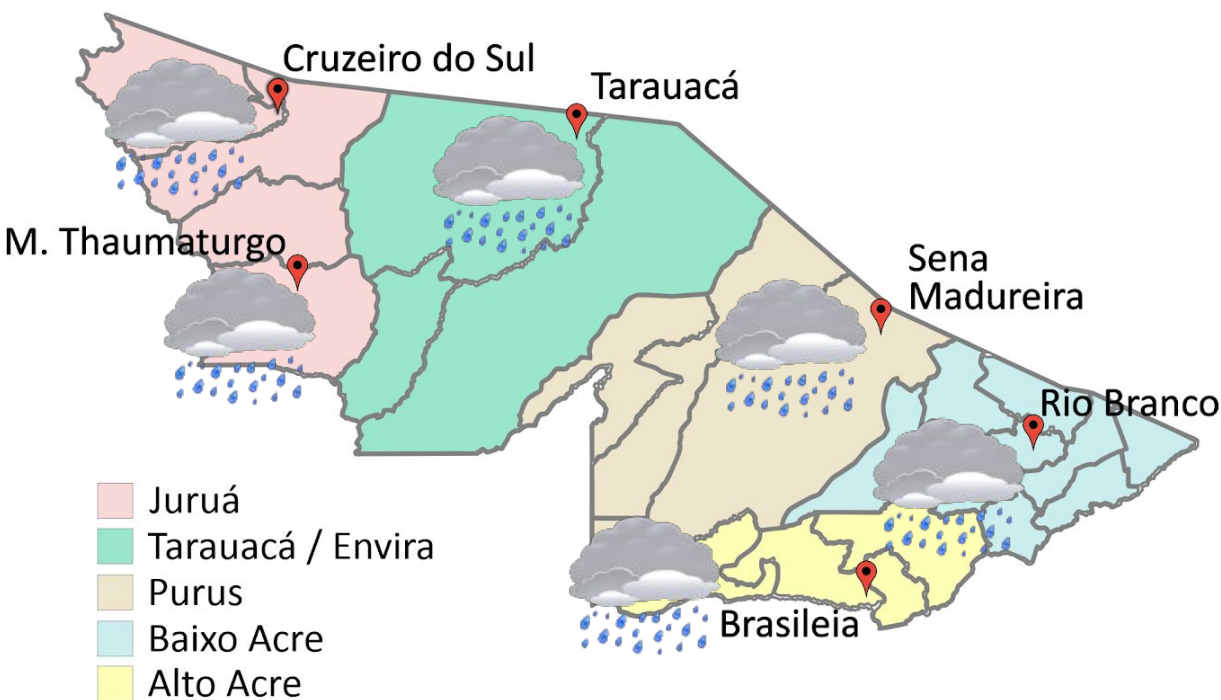 Cruzeiro do Sul
Tarauacá
M. Thaumaturgo
Sena
Madureira
Rio Branco
Brasileia
Juruá
Tarauacá / Envira
Purus
Baixo Acre
Alto Acre